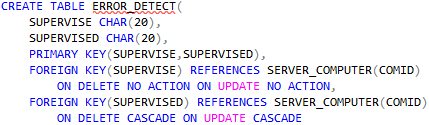 CREATE TABLE ERROR_DETECT(
SUPERVISE CHAR(20),
SUPERVISED CHAR(20),
PRIMARY KEY(SUPERVISE,SUPERVISED),
FOREIGN KEY(SUPERVISE) REFERENCES SERVER_COMPUTER(COMID)
ON DELETE NO ACTION ON UPDATE NO ACTION,
FOREIGN KEY(SUPERVISED) REFERENCES SERVER_COMPUTER(COMID)
ON DELETE CASCADE ON UPDATE CASCADE